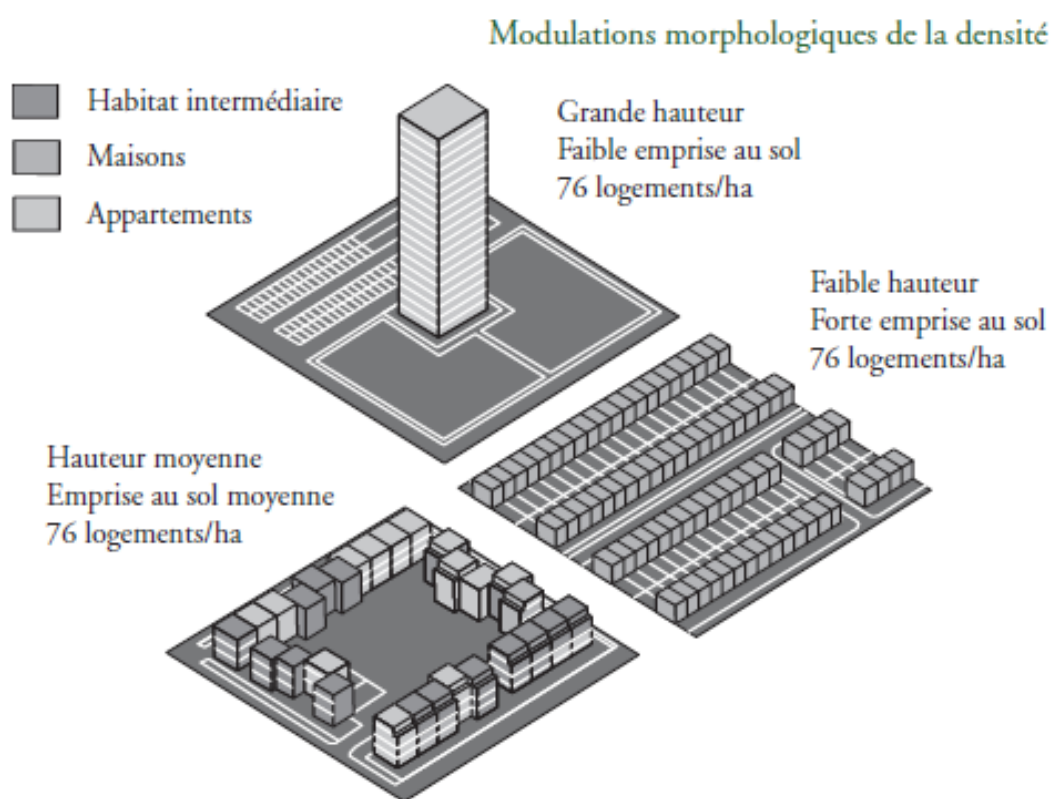 Modulations morphologiques de la densité
Habitat intermédiaire
Maisons
Appartements
Grande hauteur
Faible emprise au sol
76 logements/ha
Faible hauteur
Forte emprise au sol
76 logements/ha
Hauteur moyenne
Emprise au sol moyenne
76 logements/ha